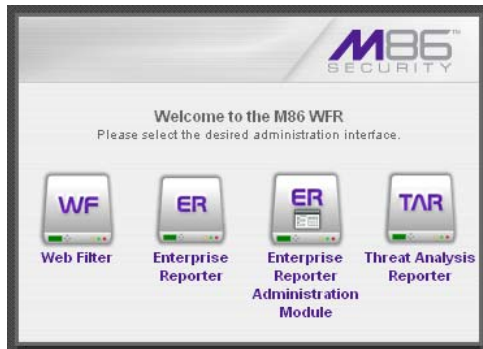 M86™
SECURITY
Welcome to the M86 WFR
Please select the desired administration interface.
WF
ER
ER
TAR
Web Filter
Enterprise
Reporter
Enterprise
Reporter
Administration
Module
Threat Analysis
Reporter